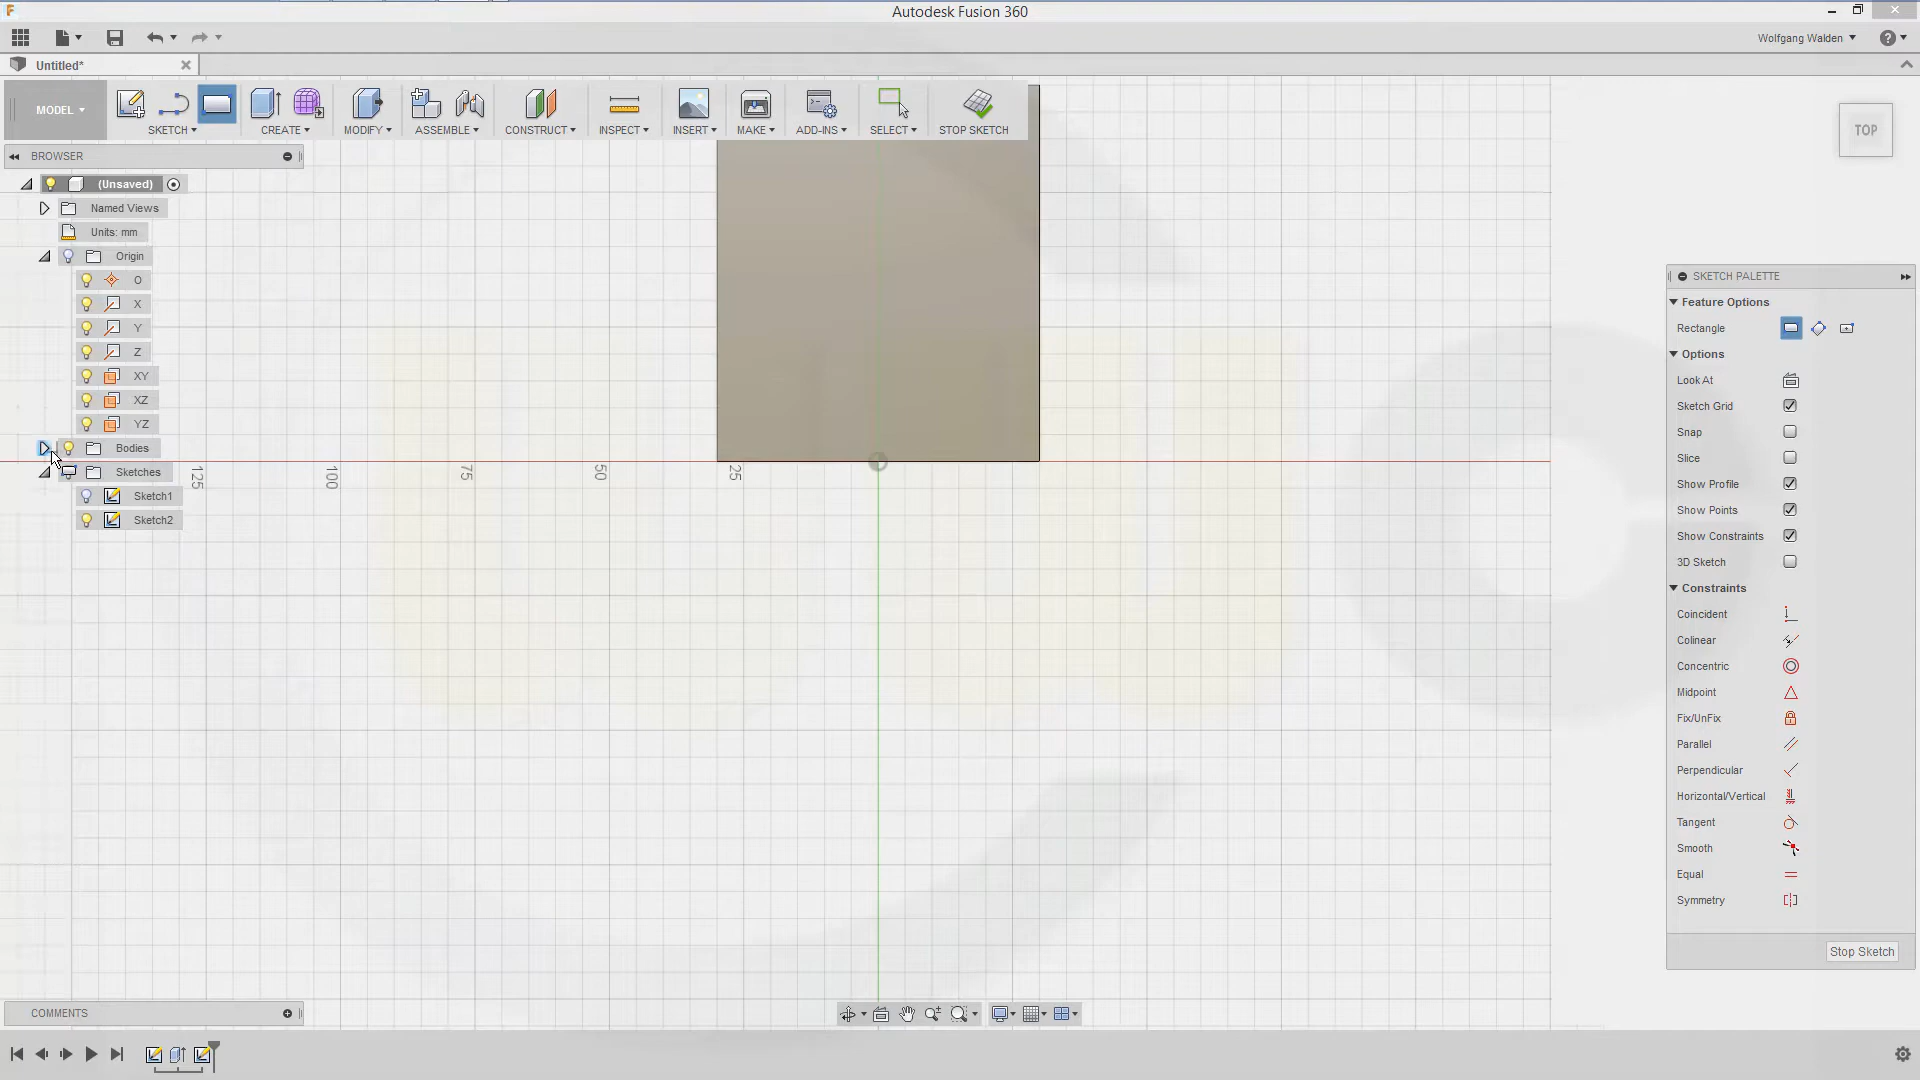 Autodesk Fusion 360
Wolfgang Walden
Untitled*
MODEL
SKETCH
CREATE
MODIFY
ASSEMBLE
CONSTRUCT
INSPECT
INSERT
MAKE
ADD-INS
SELECT
STOP SKETCH
TOP
BROWSER
(Unsaved)
Named Views
Units: mm
Origin
O
X
Y
Z
XY
XZ
YZ
Bodies
Sketches
Sketch1
Sketch2
125
100
75
50
25
SKETCH PALETTE
Feature Options
Rectangle
Options
Look At
Sketch Grid
Snap
Slice
Show Profile
Show Points
Show Constraints
3D Sketch
Constraints
Coincident
Colinear
Concentric
Midpoint
Fix/UnFix
Parallel
Perpendicular
Horizontal/Vertical
Tangent
Smooth
Equal
Symmetry
Stop Sketch
COMMENTS